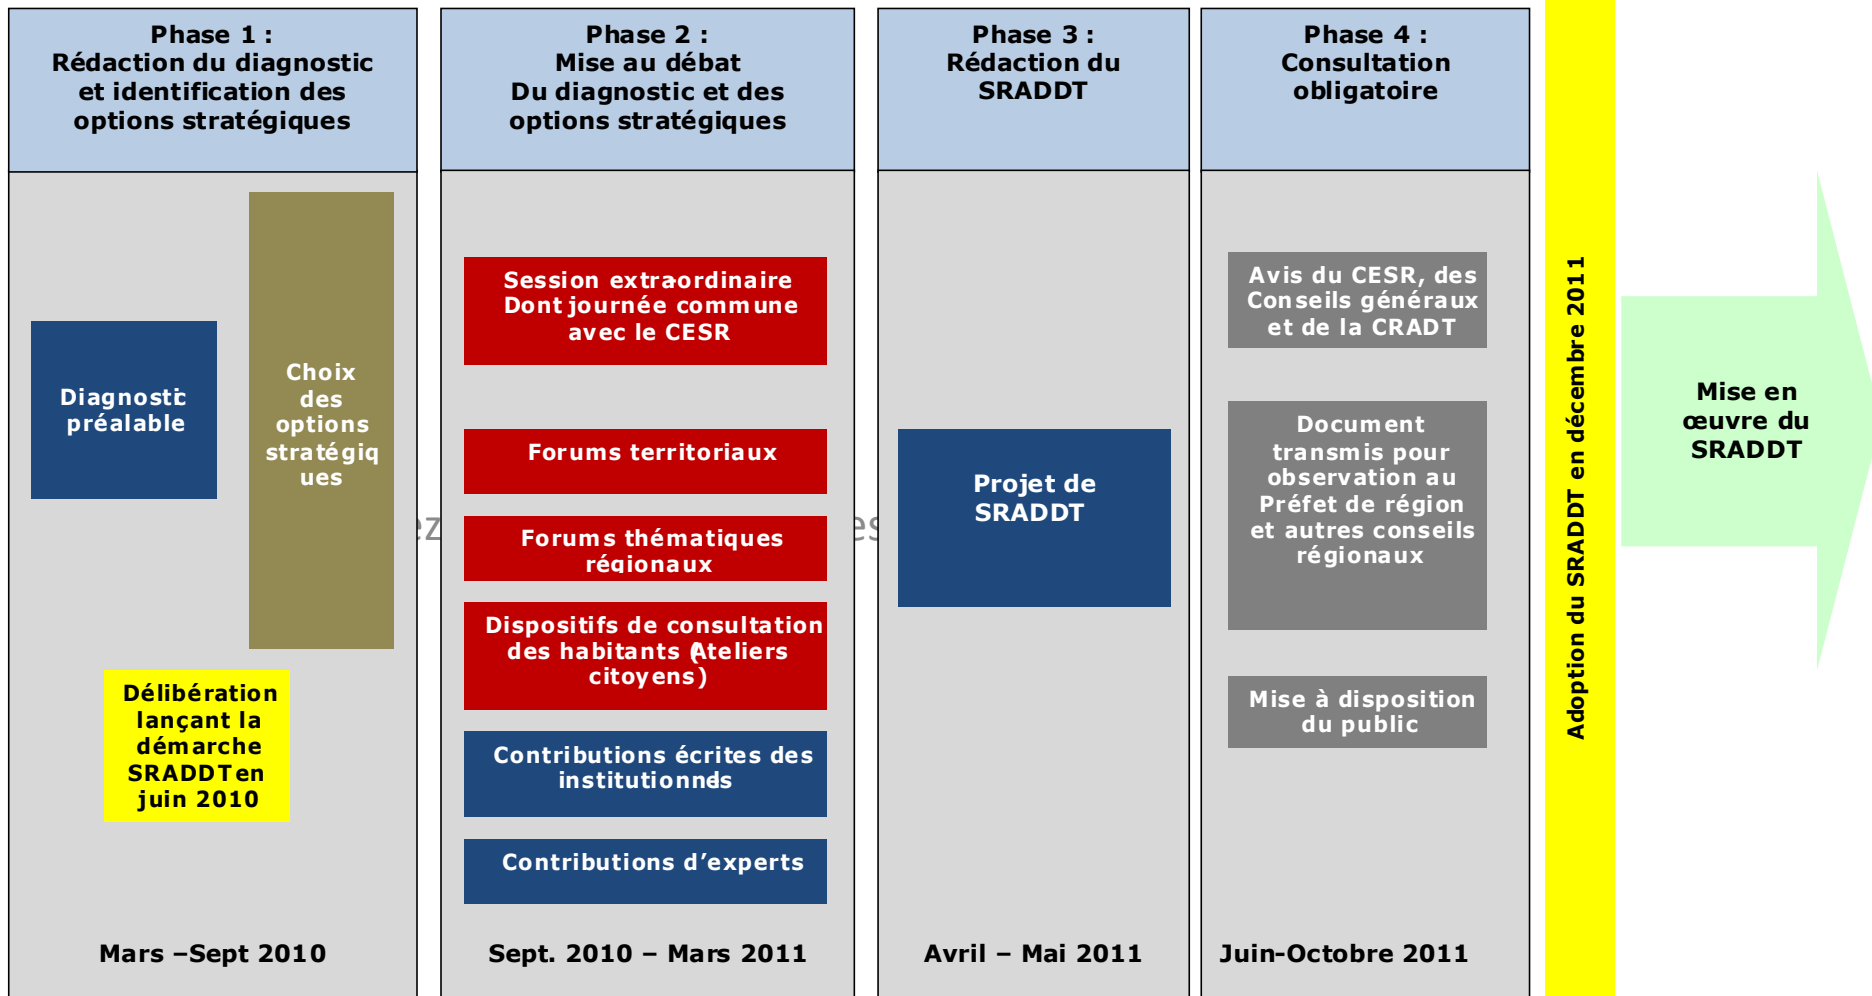 Phase 1 :
Rédaction du diagnostic
et identification des
options stratégiques
Diagnostic
préalable
Choix
des
options
stratégiq
ues
Délibération
lançant la
démarche
SRADDT en
juin 2010
Mars –Sept 2010
Phase 2 :
Mise au débat
Du diagnostic et des
options stratégiques
Session extraordinaire
Dont journée commune
avec le CESR
Forums territoriaux
Forums thématiques
régionaux
Dispositifs de consultation
des habitants (Ateliers
citoyens)
Contributions écrites des
institutionnels
Contributions d’experts
Sept. 2010 – Mars 2011
Phase 3 :
Rédaction du
SRADDT
Projet de
SRADDT
Avril – Mai 2011
Phase 4 :
Consultation
obligatoire
Avis du CESR, des
Conseils généraux
et de la CRADT
Document
transmis pour
observation au
Préfet de région
et autres conseils
régionaux
Mise à disposition
du public
Juin-Octobre 2011
Adoption du SRADDT en décembre 2011
Mise en
œuvre du
SRADDT